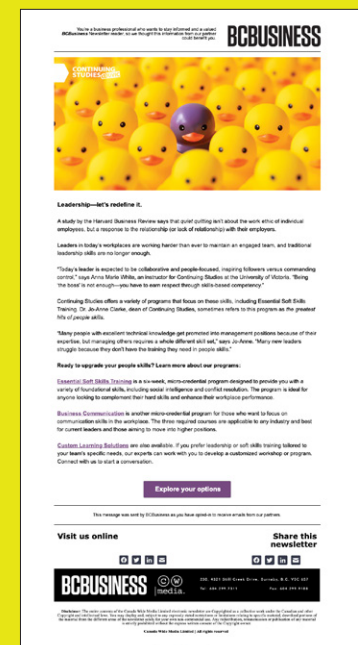 You're a business professional who wants to stay informed and a valued
BCBusiness Newsletter reader, so we thought this information from our partner
could benefit you.
BCBUSINESS
CONTINUING
STUDIES
Leadership—let's redefine it.
A study by the Harvard Business Review says that quiet quitting isn't about the work ethic of individual
employees, but a response to the relationship (or lack of relationship) with their employers.
Leaders in today's workplaces are working harder than ever to maintain an engaged team, and traditional
leadership skills are no longer enough.
"Today's leader is expected to be collaborative and people-focused, inspiring followers versus commanding
control," says Anne Marie White, an instructor for Continuing Studies at the University of Victoria. "Being
'the boss' is not enough—you have to earn respect through skills-based competency."
Continuing Studies offers a variety of programs that focus on these skills, including Essential Soft Skills
Training. Dr. Jo-Anne Clarke, dean of Continuing Studies, sometimes refers to this program as the greatest
hits of people skills.
"Many people with excellent technical knowledge get promoted into management positions because of their
expertise, but managing others requires a whole different skill set," says Jo-Anne. "Many new leaders
struggle because they don't have the training they need in people skills."
Ready to upgrade your people skills? Learn more about our programs:
Essential Soft Skills Training is a six-week, micro-credential program designed to provide you with a
variety of foundational skills, including social intelligence and conflict resolution. The program is ideal for
anyone looking to complement their hard skills and enhance their workplace performance.
Business Communication is another micro-credential program for those who want to focus on
communication skills in the workplace. The three required courses are applicable to any industry and best
for current leaders and those aiming to move into higher positions.
Custom Learning Solutions are also available. If you prefer leadership or soft skills training tailored to
your team's specific needs, our experts can work with you to develop a customized workshop or program.
Connect with us to start a conversation.
Explore your options
This message was sent by BCBusiness as you have opted-in to receive emails from our partners.
Visit us online
Share this
newsletter
BCBUSINESS
media.
Canada Wide Media Limited | All rights reserved